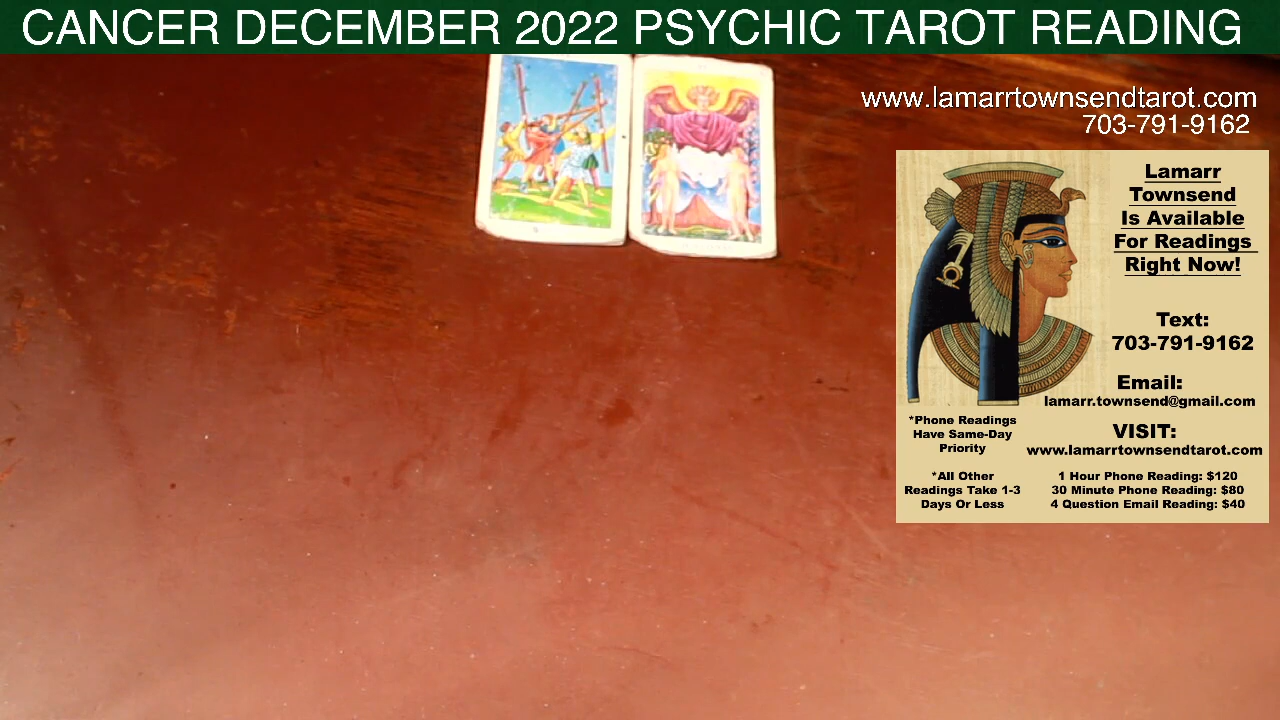 CANCER DECEMBER 2022 PSYCHIC TAROT READING
www.lamarrtownsendtarot.com
703-791-9162
Lamarr
Townsend
Is Available
For Readings
Right Now!
Text:
703-791-9162
Email:
lamarr.townsend@gmail.com
*Phone Readings
Have Same-Day
Priority
VISIT:
www.lamarrtownsendtarot.com
*All Other
Readings Take 1-3
Days Or Less
1 Hour Phone Reading: $120
30 Minute Phone Reading: $80
4 Question Email Reading: $40